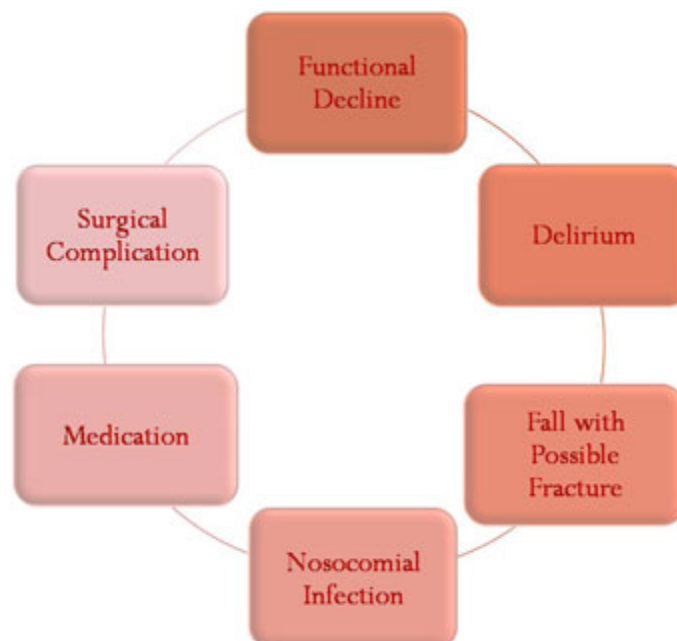 Functional
Decline
Delirium
Fall with
Possible
Fracture
Nosocomial
Infection
Medication
Surgical
Complication